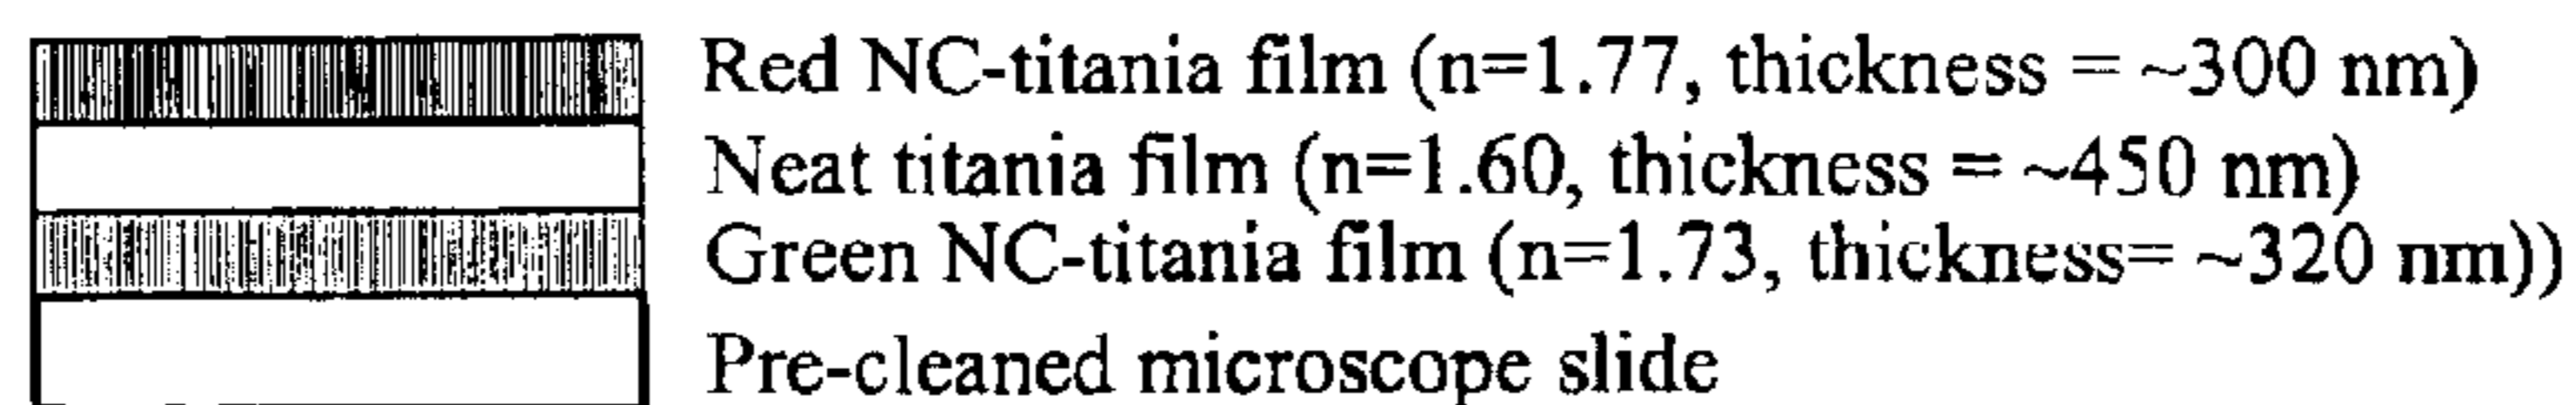 Red NC-titania film (n=1.77, thickness = ~300 nm)
Neat titania film (n=1.60, thickness = ~450 nm)
Green NC-titania film (n=1.73, thickness= ~320 nm))
Pre-cleaned microscope slide